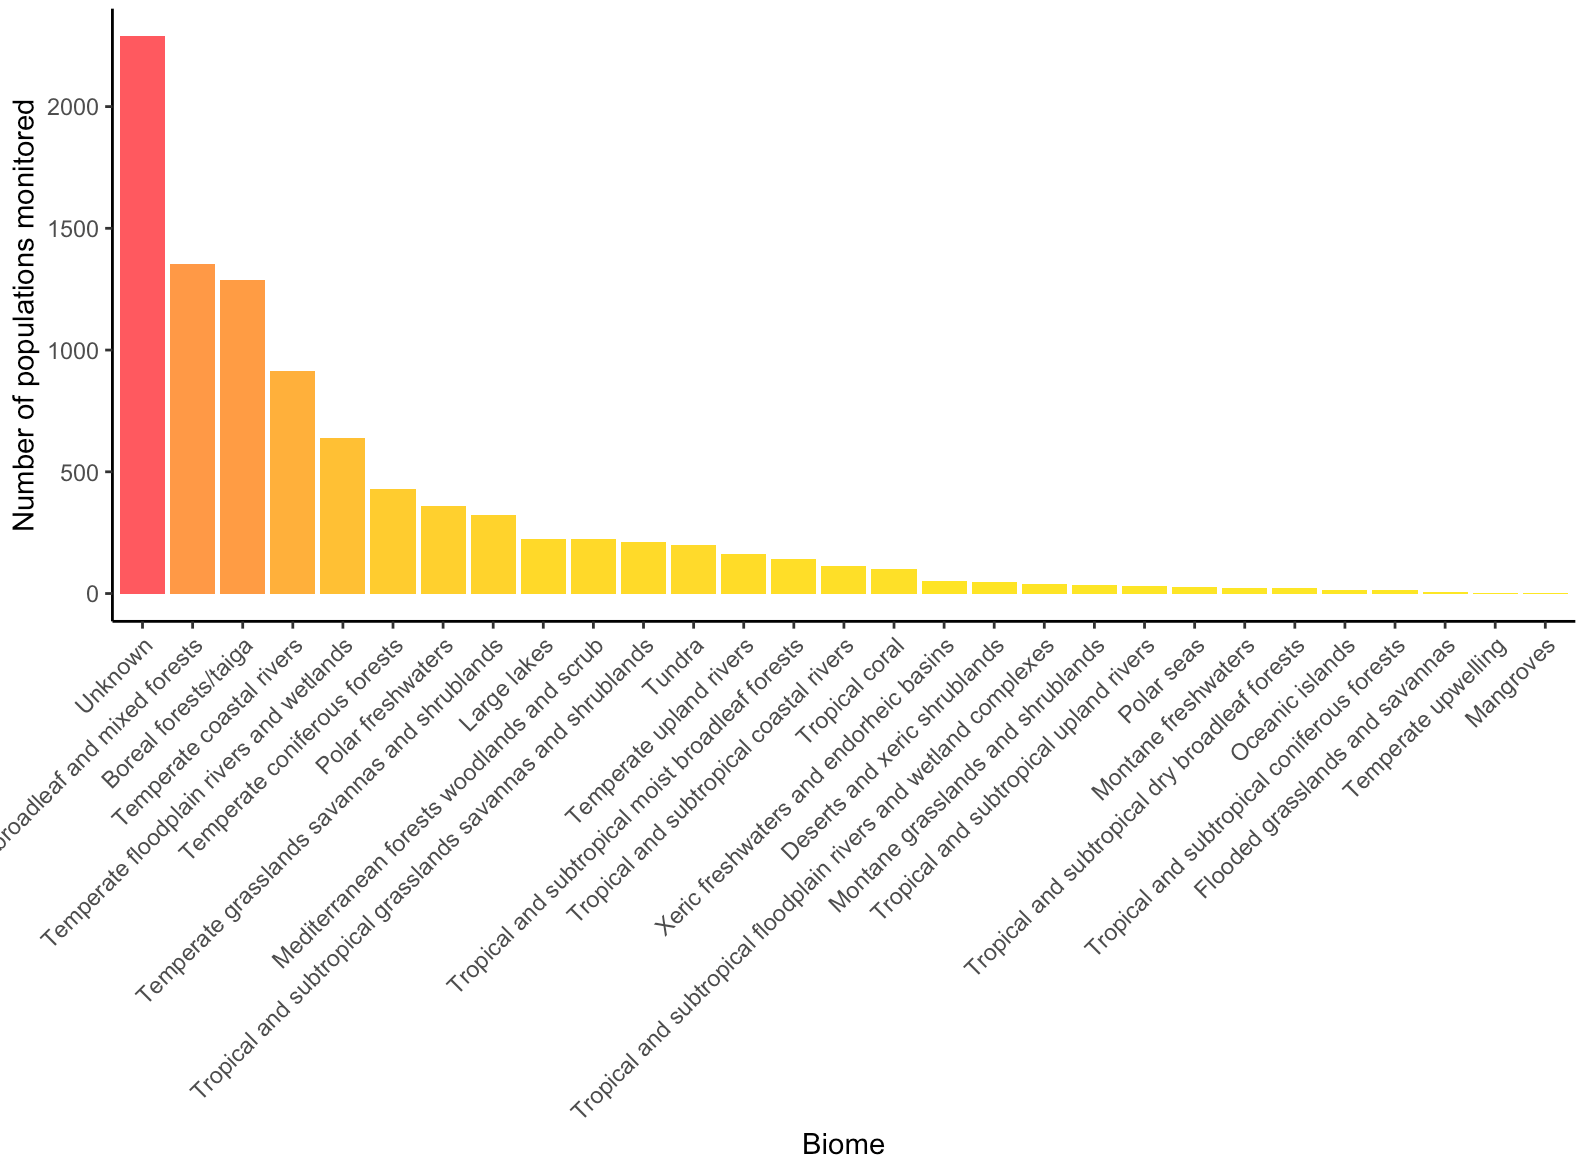 Number of populations monitored
2000
1500
1000
500
0
Unknown
broadleaf and mixed forests
Boreal forests/taiga
Temperate coastal rivers
Temperate floodplain rivers and wetlands
Temperate coniferous forests
Polar freshwaters
Temperate grasslands savannas and shrublands
Large lakes
Mediterranean forests woodlands and scrub
Tropical and subtropical grasslands savannas and shrublands
Tundra
Temperate upland rivers
Tropical and subtropical moist broadleaf forests
Tropical and subtropical coastal rivers
Tropical coral
Xeric freshwaters and endorheic basins
Deserts and xeric shrublands
Tropical and subtropical floodplain rivers and wetland complexes
Montane grasslands and shrublands
Tropical and subtropical upland rivers
Polar seas
Montane freshwaters
Tropical and subtropical dry broadleaf forests
Oceanic islands
Tropical and subtropical coniferous forests
Flooded grasslands and savannas
Temperate upwelling
Mangroves
Biome